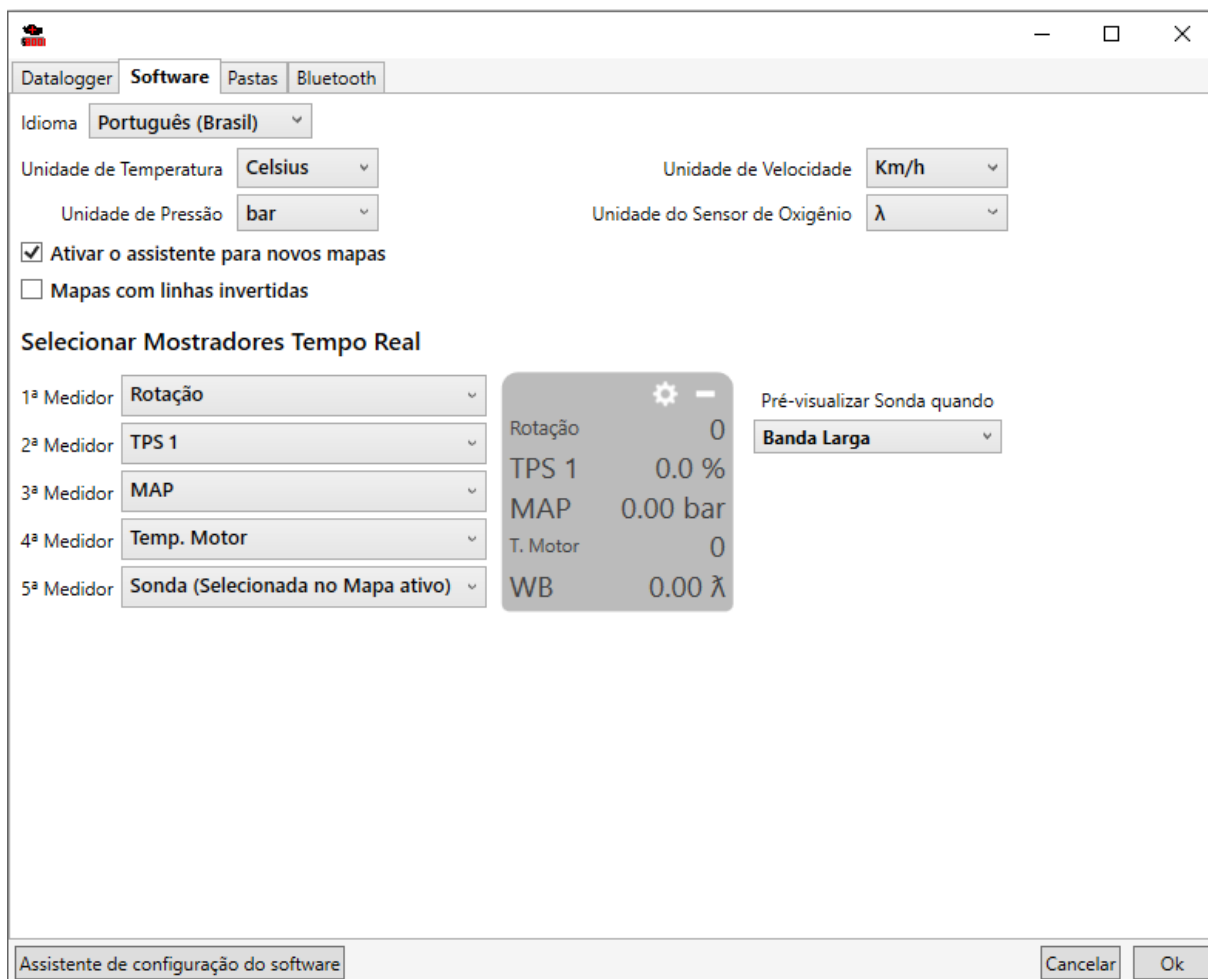 Datalogger Software Pastas Bluetooth
Idioma Português (Brasil)
Unidade de Temperatura Celsius Unidade de Velocidade Km/h
Unidade de Pressão bar Unidade do Sensor de Oxigênio λ
Ativar o assistente para novos mapas
Mapas com linhas invertidas
Selecionar Mostradores Tempo Real
1ª Medidor Rotação
2ª Medidor TPS 1
3ª Medidor MAP
4ª Medidor Temp. Motor
5ª Medidor Sonda (Selecionada no Mapa ativo)
Rotação 0
TPS 1 0.0 %
MAP 0.00 bar
T. Motor 0
WB 0.00 ƛ
Pré-visualizar Sonda quando
Banda Larga
Assistente de configuração do software Cancelar Ok